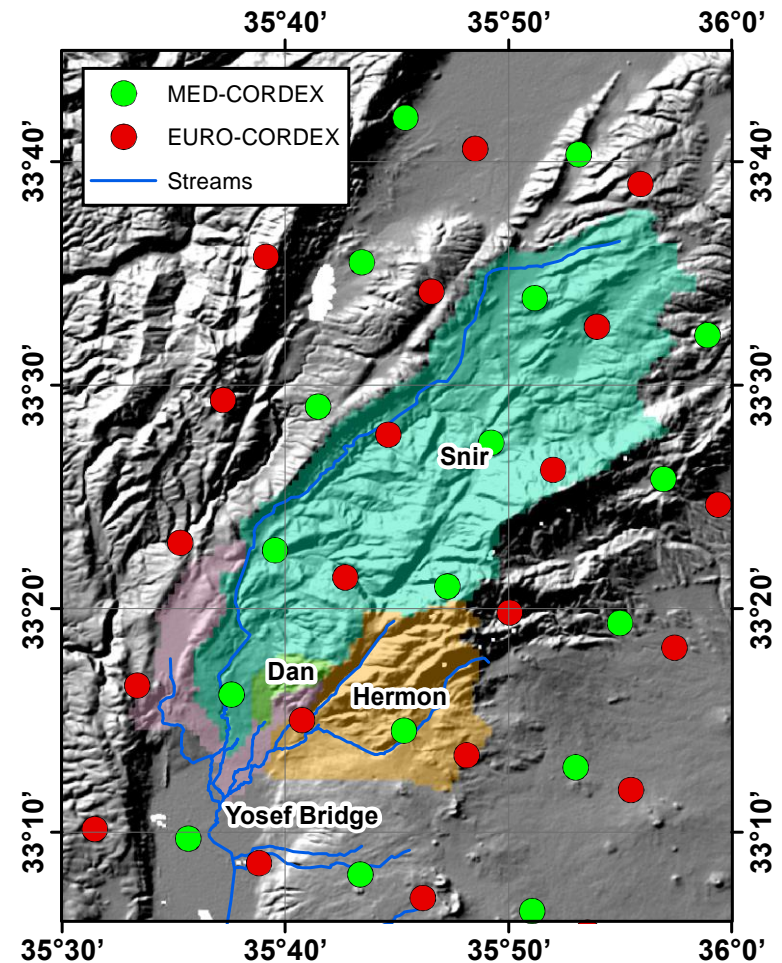 35°40' 35°50' 36°0'
MED-CORDEX
EURO-CORDEX
Streams
33°40' 33°40'
33°30' 33°30'
Snir
33°20' 33°20'
Dan
Hermon
Yosef Bridge
33°10' 33°10'
35°30' 35°40' 35°50' 36°0'